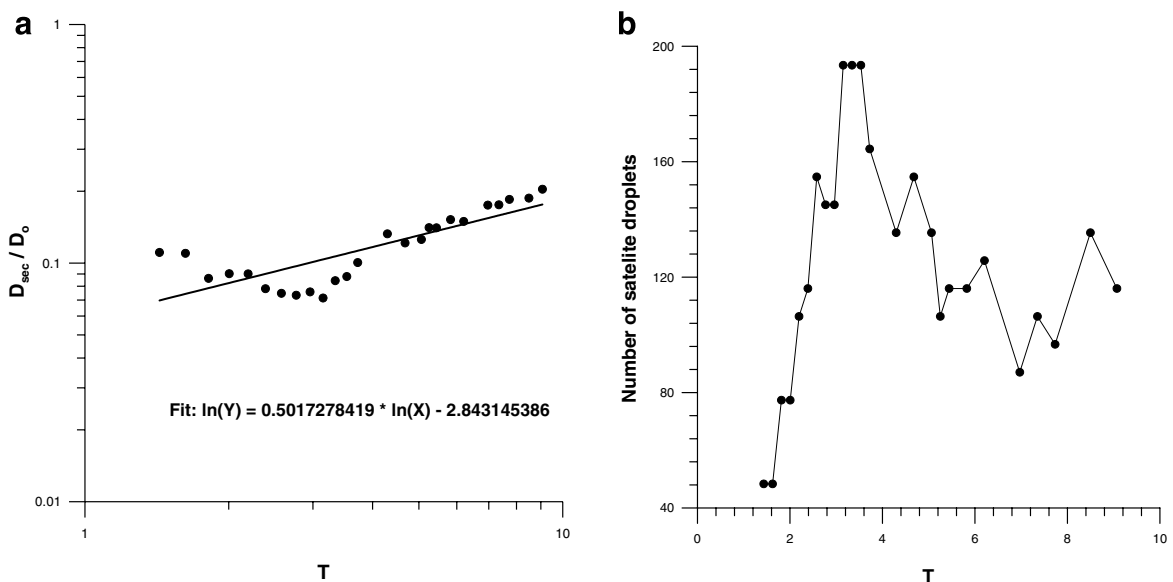 a
1
0.1
0.01
D_sec / D_o
Fit: ln(Y) = 0.5017278419 * ln(X) - 2.843145386
1
10
T
b
200
160
120
80
40
Number of satelite droplets
0
2
4
6
8
10
T